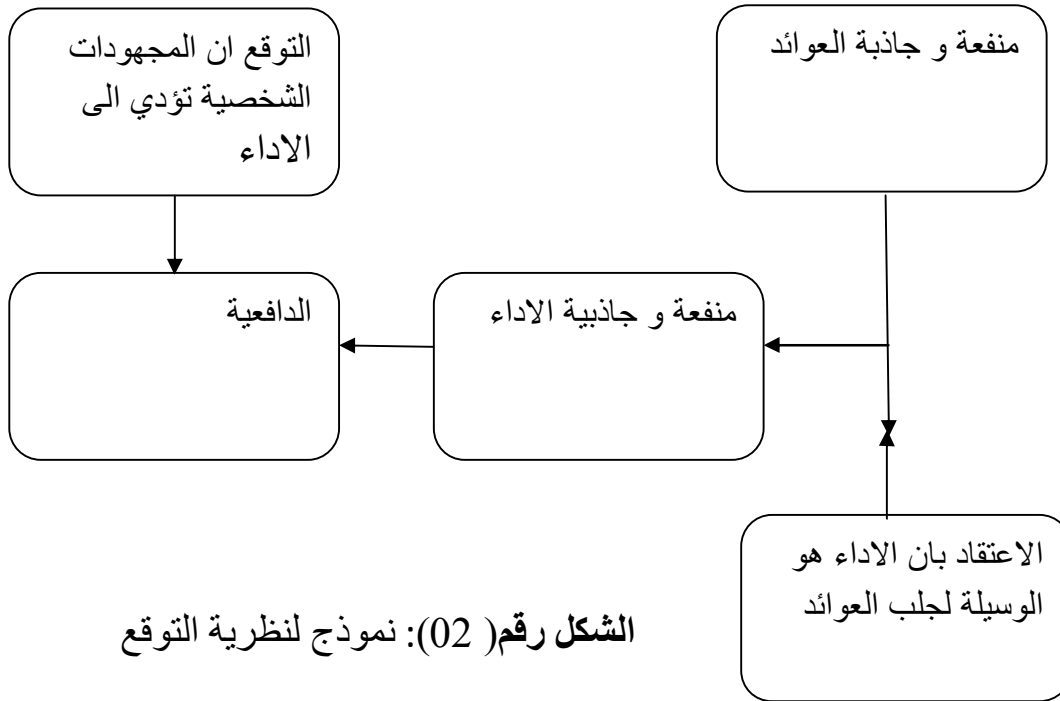 منفعة و جاذبة العوائد
التوقع ان المجهودات
الشخصية تؤدي الى
الاداء
منفعة و جاذبية الاداء
الدافعية
الاعتقاد بان الاداء هو
الوسيلة لجلب العوائد
الشكل رقم( 02): نموذج لنظرية التوقع